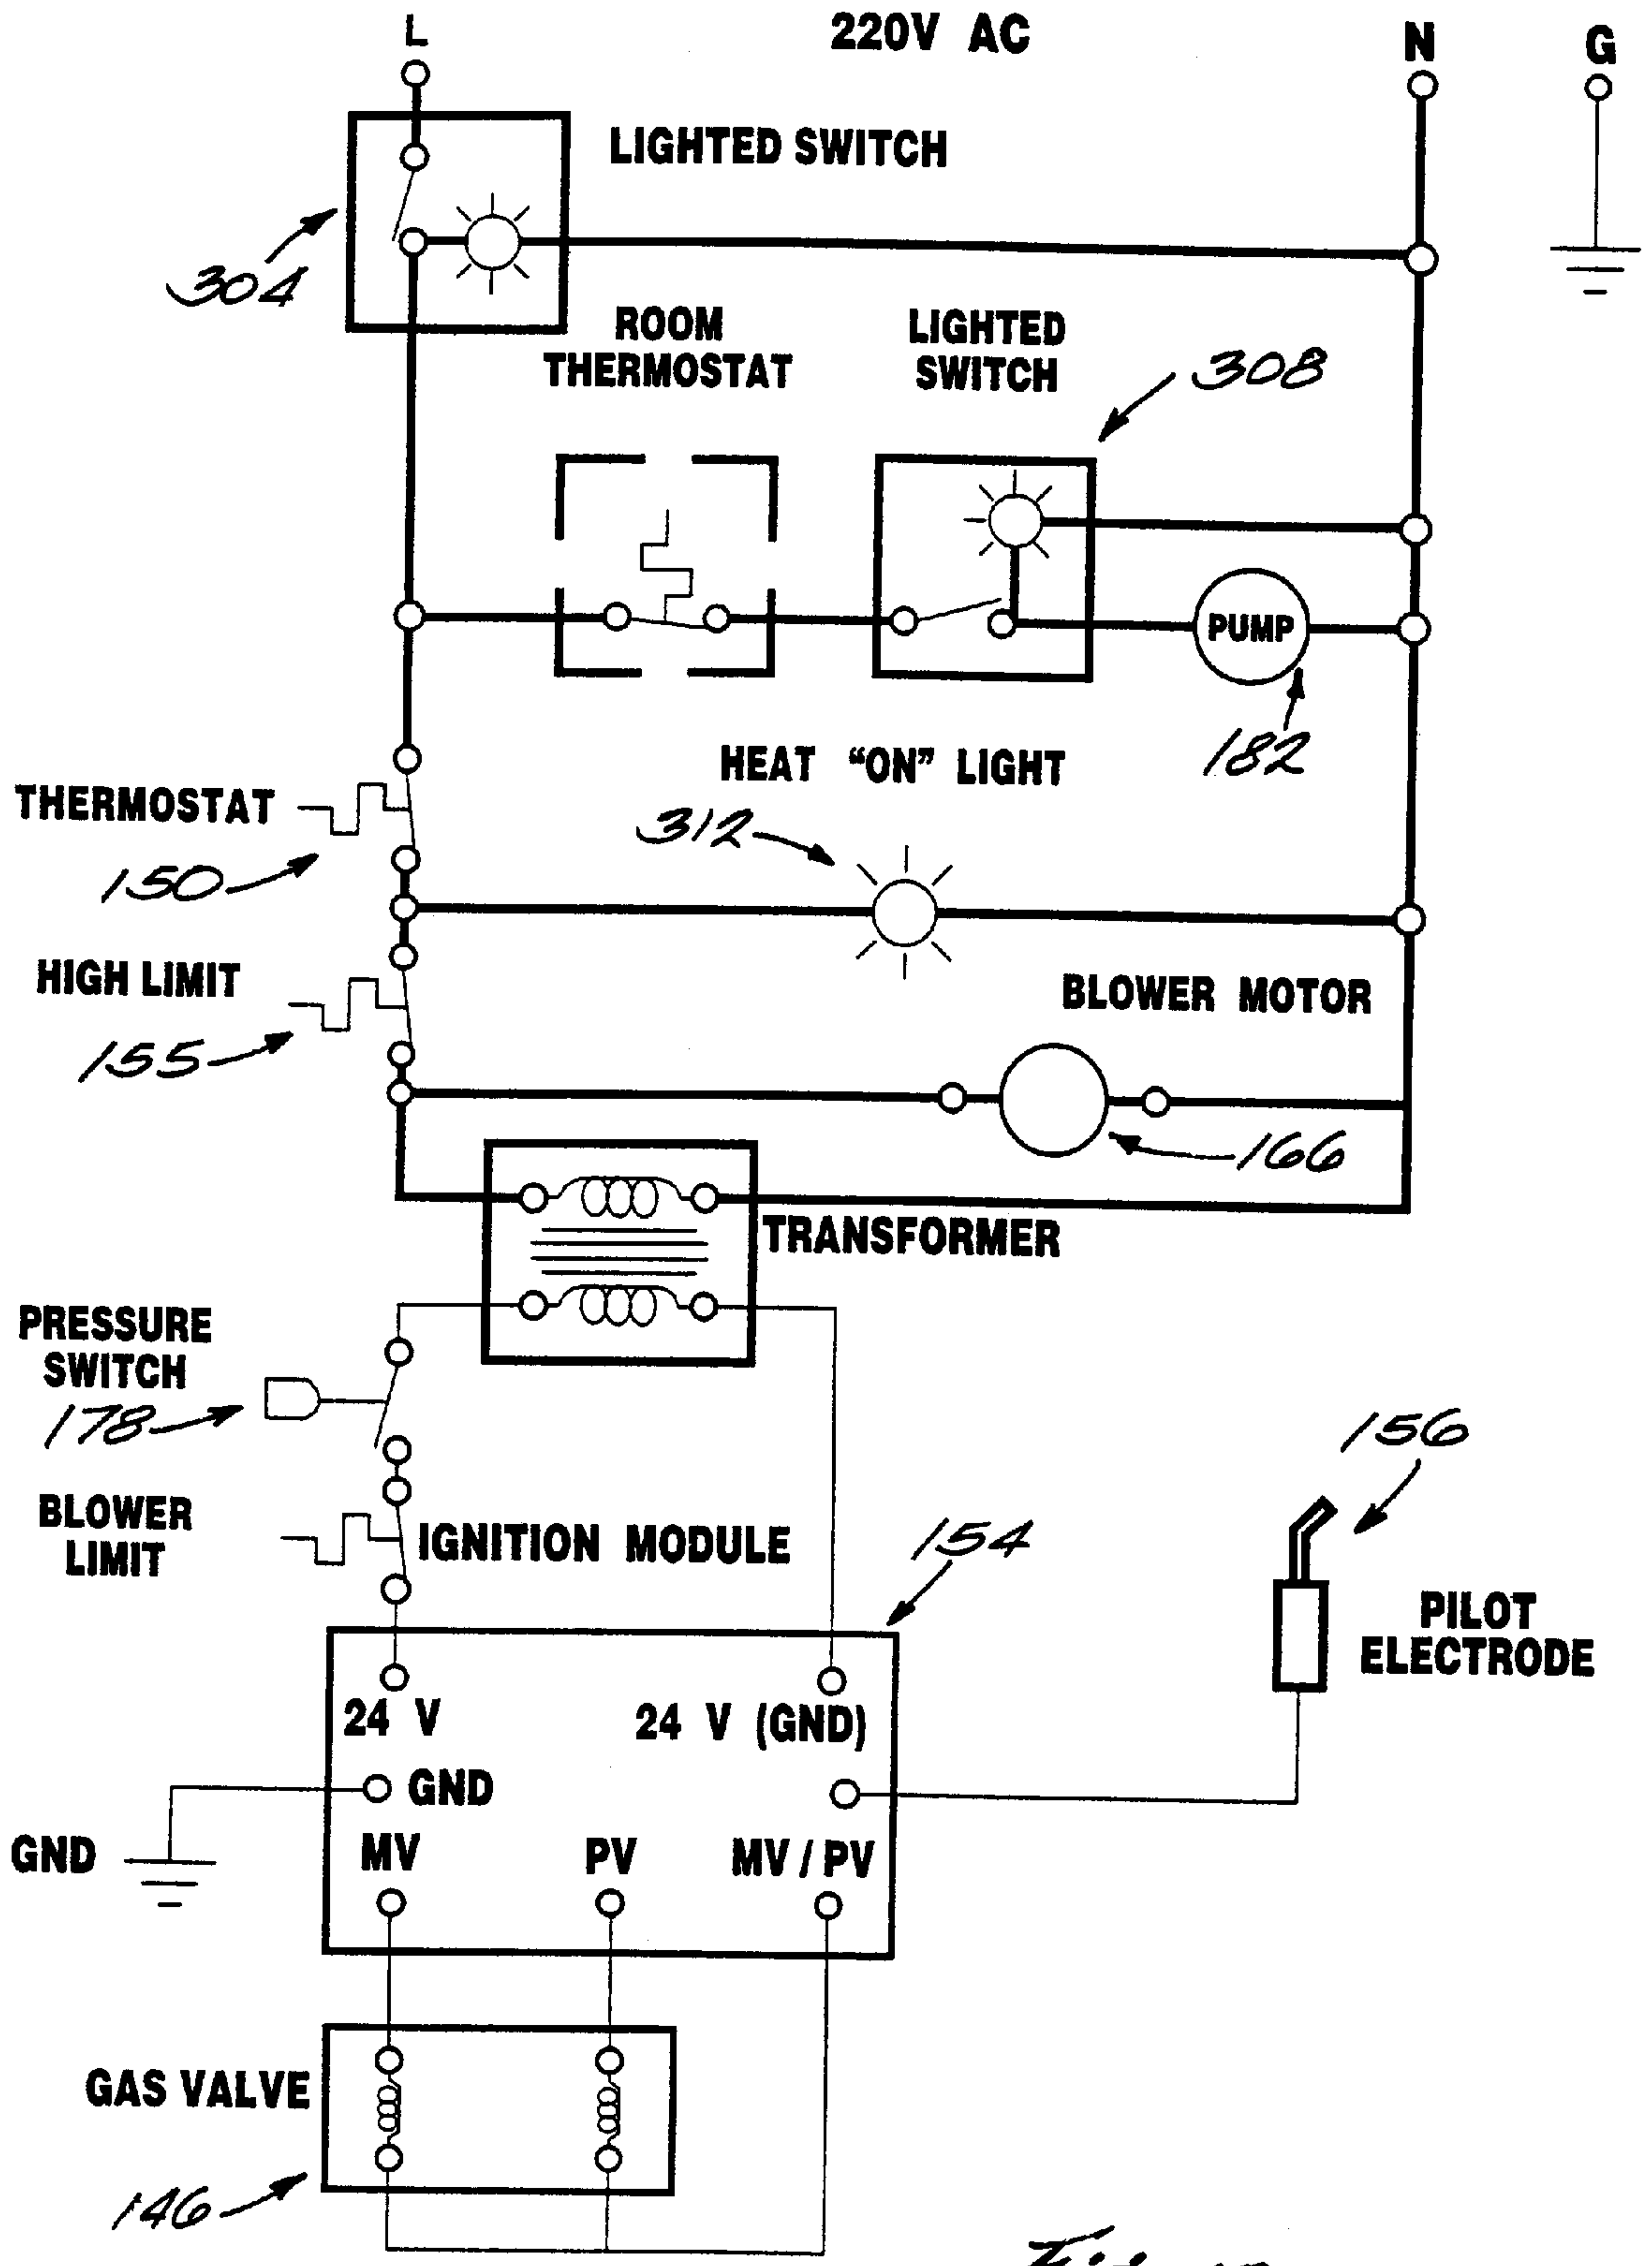 L
220V AC
N
G
LIGHTED SWITCH
304
ROOM
THERMOSTAT
LIGHTED
SWITCH
308
PUMP
182
HEAT “ON” LIGHT
THERMOSTAT
312
150
HIGH LIMIT
BLOWER MOTOR
155
166
TRANSFORMER
PRESSURE
SWITCH
178
156
BLOWER
LIMIT
IGNITION MODULE
154
PILOT
ELECTRODE
24 V
24 V (GND)
GND
GND
MV
PV
MV / PV
GAS VALVE
146